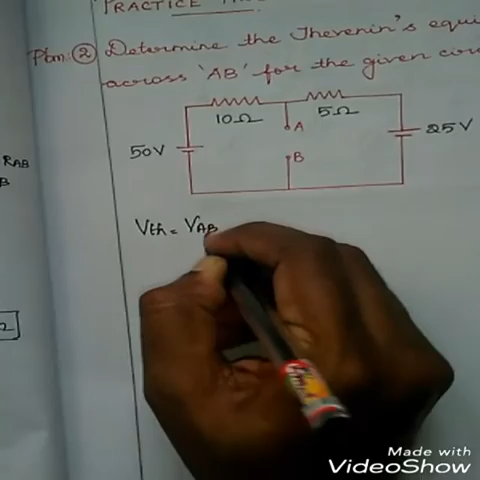 PRACTICE
Pbm: ② Determine the Thevenin's equi
across 'AB' for the given cir
10Ω
5Ω
A
50V
25V
B
RAB
B
Vth = VAB
Ω
Made with
VideoShow